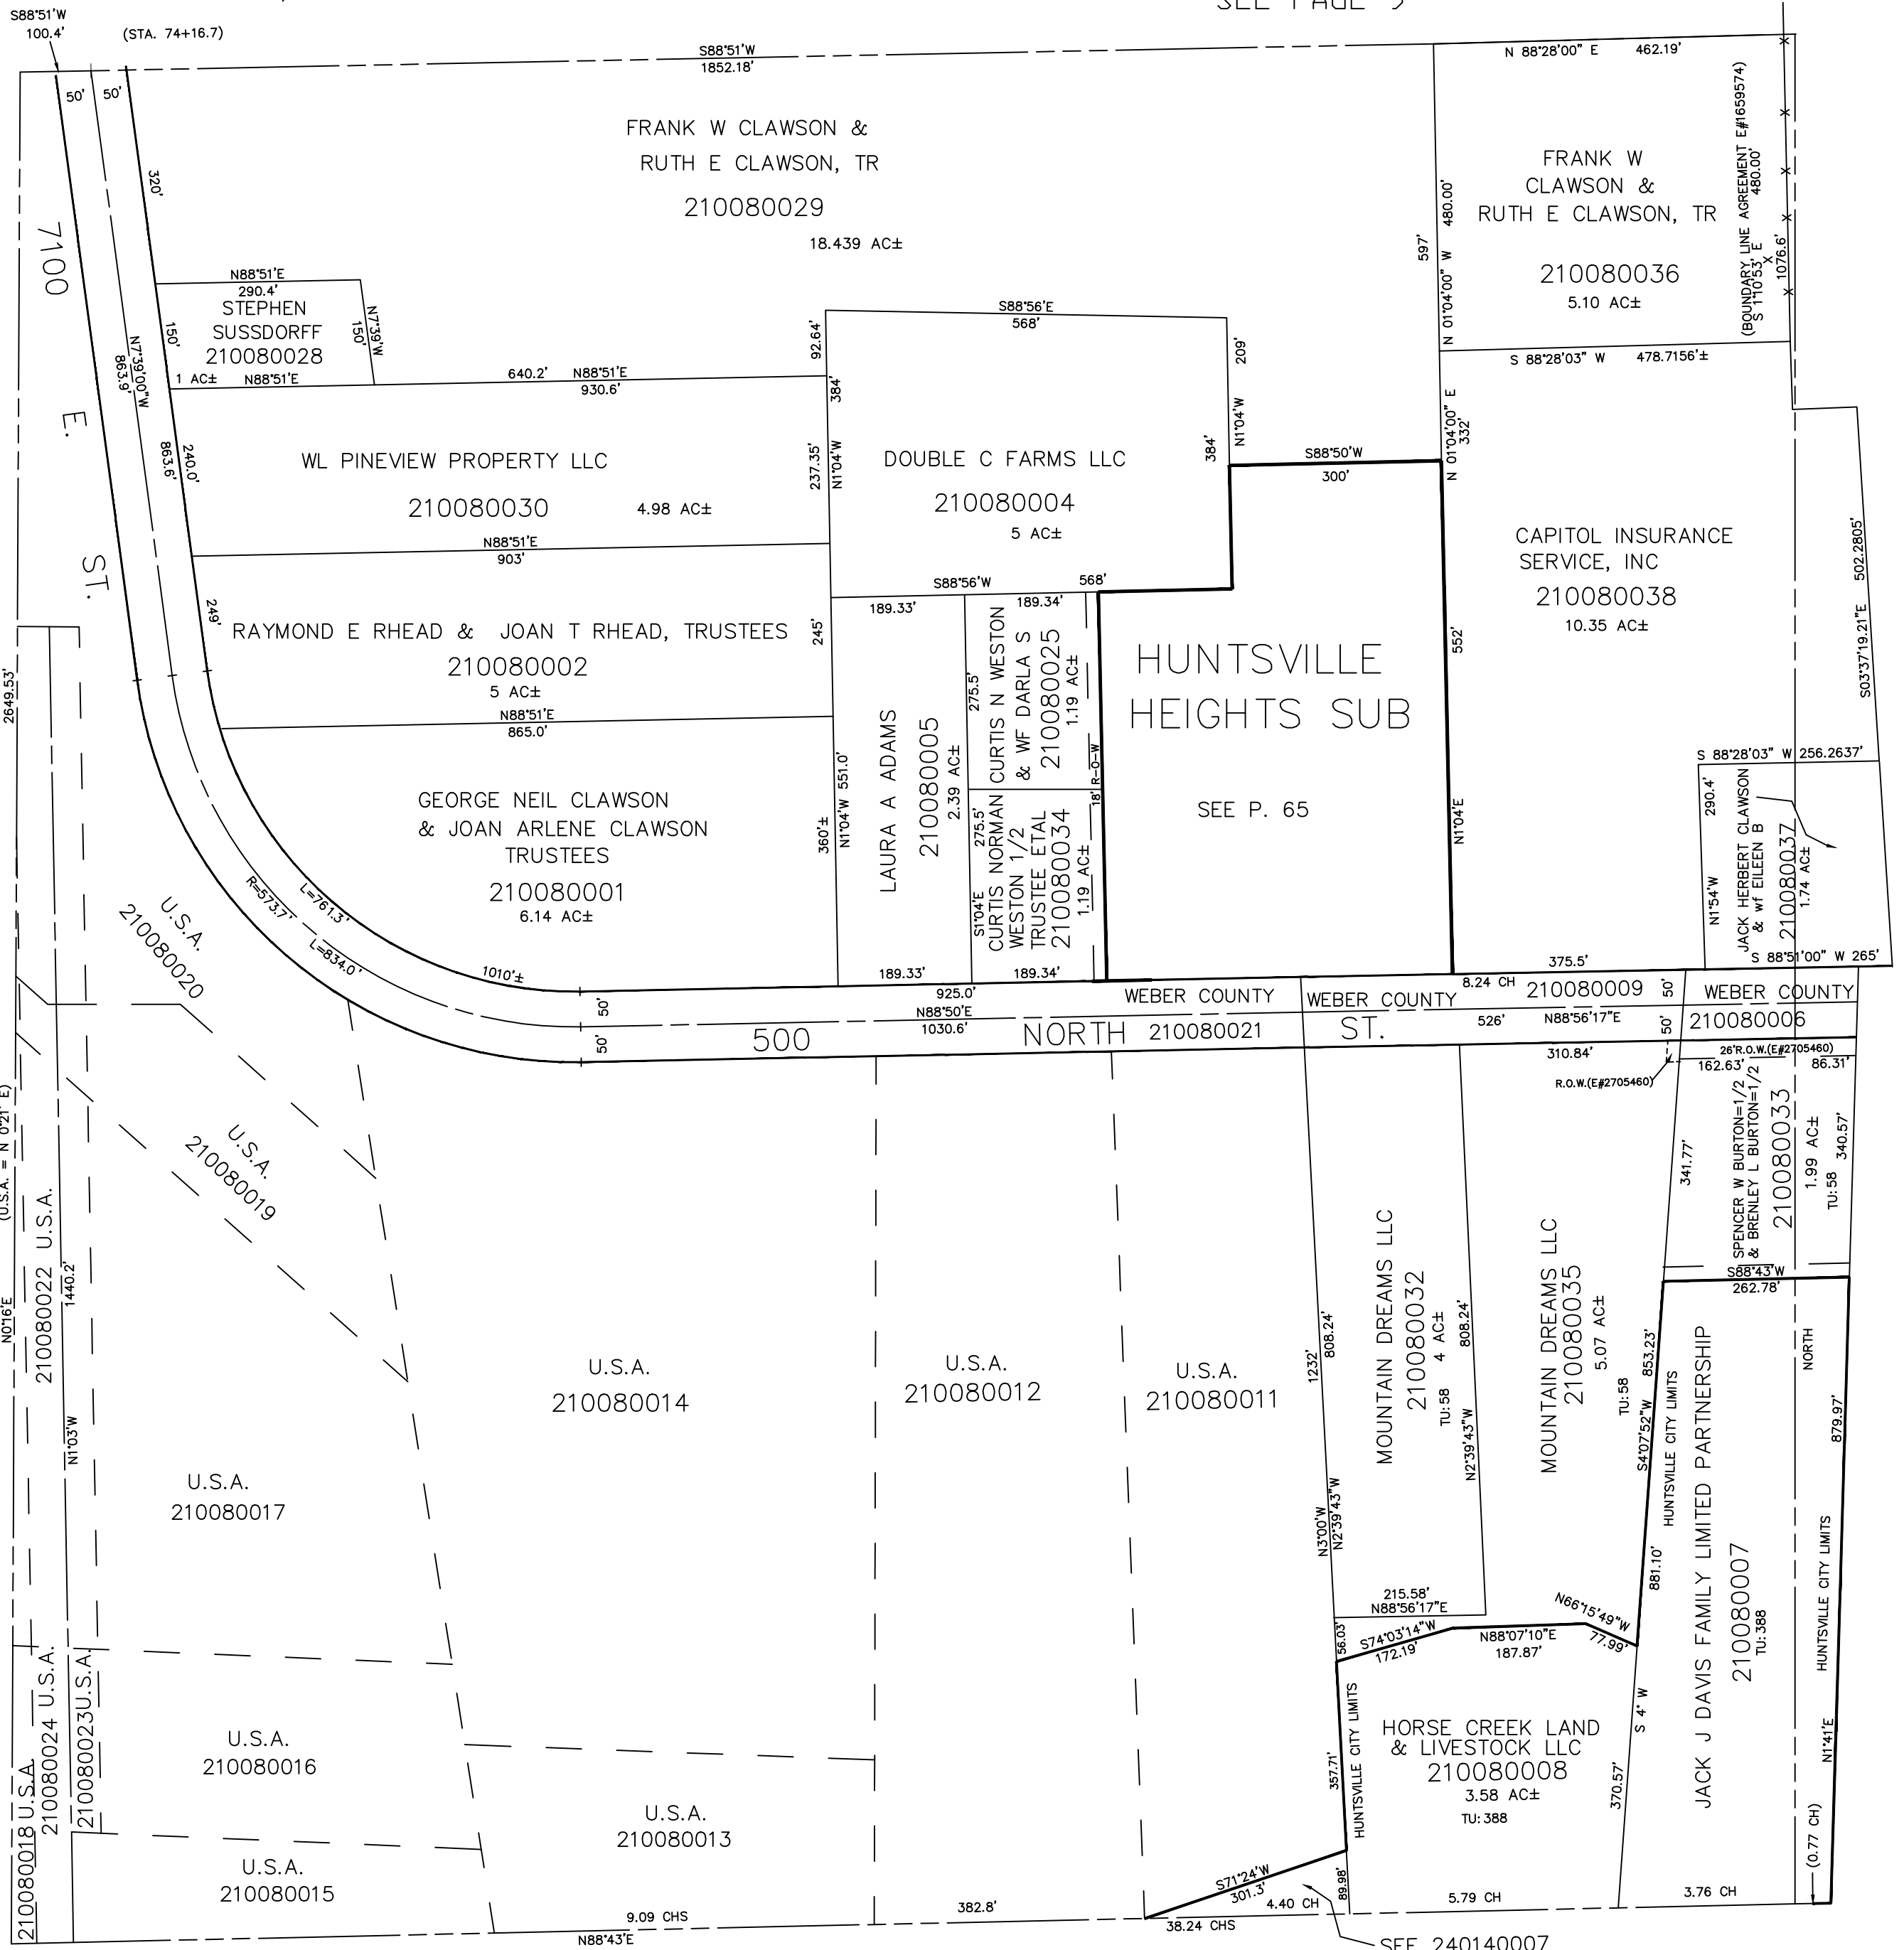 SEE PAGE 9
S88°51'W
100.4'
(STA. 74+16.7)
S88°51'W
1852.18'
N 88°28'00" E 462.19'
50' 50'
320'
7100 E. ST.
FRANK W CLAWSON &
RUTH E CLAWSON, TR
210080029
18.439 AC±
597'
N 01°04'00" W 480.00'
FRANK W
CLAWSON &
RUTH E CLAWSON, TR
210080036
5.10 AC±
(BOUNDARY LINE AGREEMENT E#1659574)
S 1°10'53" E 480.00'
1076.6'
N88°51'E
290.4'
STEPHEN
SUSSDORFF
210080028
1 AC±
150'
150'
N7°39'W
N88°51'E
N7°39'00"W
863.9'
863.6'
240.0'
249'
640.2' N88°51'E
930.6'
92.64'
384'
S88°56'E
568'
209'
N1°04'W
384'
S 88°28'03" W 478.7156'±
N 01°04'00" E
332'
WL PINEVIEW PROPERTY LLC
210080030
4.98 AC±
237.35'
N1°04'W
DOUBLE C FARMS LLC
210080004
5 AC±
S88°50'W
300'
CAPITOL INSURANCE
SERVICE, INC
210080038
10.35 AC±
S03°37'19.21"E 502.2805'
N88°51'E
903'
RAYMOND E RHEAD & JOAN T RHEAD, TRUSTEES
210080002
5 AC±
245'
S88°56'W
568'
189.33'
189.34'
LAURA A ADAMS
210080005
2.39 AC±
275.5'
CURTIS N WESTON
& WF DARLA S
210080025
1.19 AC±
18' R-O-W
275.5'
S1°04'E
CURTIS NORMAN
WESTON 1/2
TRUSTEE ETAL
210080034
1.19 AC±
HUNTSVILLE
HEIGHTS SUB
SEE P. 65
552'
N1°04'E
2649.53'
N88°51'E
865.0'
GEORGE NEIL CLAWSON
& JOAN ARLENE CLAWSON
TRUSTEES
210080001
6.14 AC±
360'±
N1°04'W 551.0'
L=761.3'
R=573.7'
L=834.0'
1010'±
S 88°28'03" W 256.2637'
290.4'
N1°54'W
JACK HERBERT CLAWSON
& wf EILEEN B
210080037
1.74 AC±
S 88°51'00" W 265'
375.5'
189.33'
189.34'
925.0'
N88°50'E
1030.6'
50'
50'
500 NORTH ST.
WEBER COUNTY
210080021
WEBER COUNTY
8.24 CH
210080009
526' N88°56'17"E
50'
50'
WEBER COUNTY
210080006
26'R.O.W.(E#2705460)
310.84'
162.63'
86.31'
R.O.W.(E#2705460)
U.S.A.
210080020
U.S.A.
210080019
(U.S.A. = N 0°21' E)
N0°16'E
U.S.A.
210080022
1440.2'
N1°03'W
U.S.A.
210080017
U.S.A.
210080014
U.S.A.
210080012
U.S.A.
210080011
1232'
808.24'
N3°00'W
N2°39'43"W
MOUNTAIN DREAMS LLC
210080032
4 AC±
TU:58
808.24'
N2°39'43"W
MOUNTAIN DREAMS LLC
210080035
5.07 AC±
TU:58
341.77'
SPENCER W BURTON=1/2
& BRENLEY L BURTON=1/2
210080033
1.99 AC±
TU:58
340.57'
S88°43'W
262.78'
S4°07'52"W 853.23'
HUNTSVILLE CITY LIMITS
881.10'
JACK J DAVIS FAMILY LIMITED PARTNERSHIP
210080007
TU:388
NORTH
879.97'
HUNTSVILLE CITY LIMITS
HUNTSVILLE CITY LIMITS
N1°41'E
215.58'
N88°56'17"E
56.03'
S74°03'14"W
172.19'
N88°07'10"E
187.87'
N66°15'49"W
77.99'
HUNTSVILLE CITY LIMITS
357.71'
HORSE CREEK LAND
& LIVESTOCK LLC
210080008
3.58 AC±
TU:388
S 4° W
370.57'
(0.77 CH)
U.S.A.
210080024
U.S.A.
210080023
U.S.A.
210080018
U.S.A.
210080016
U.S.A.
210080015
U.S.A.
210080013
S71°24'W
301.3'
89.98'
9.09 CHS
382.8'
4.40 CH
5.79 CH
3.76 CH
N88°43'E
38.24 CHS
SEE 240140007